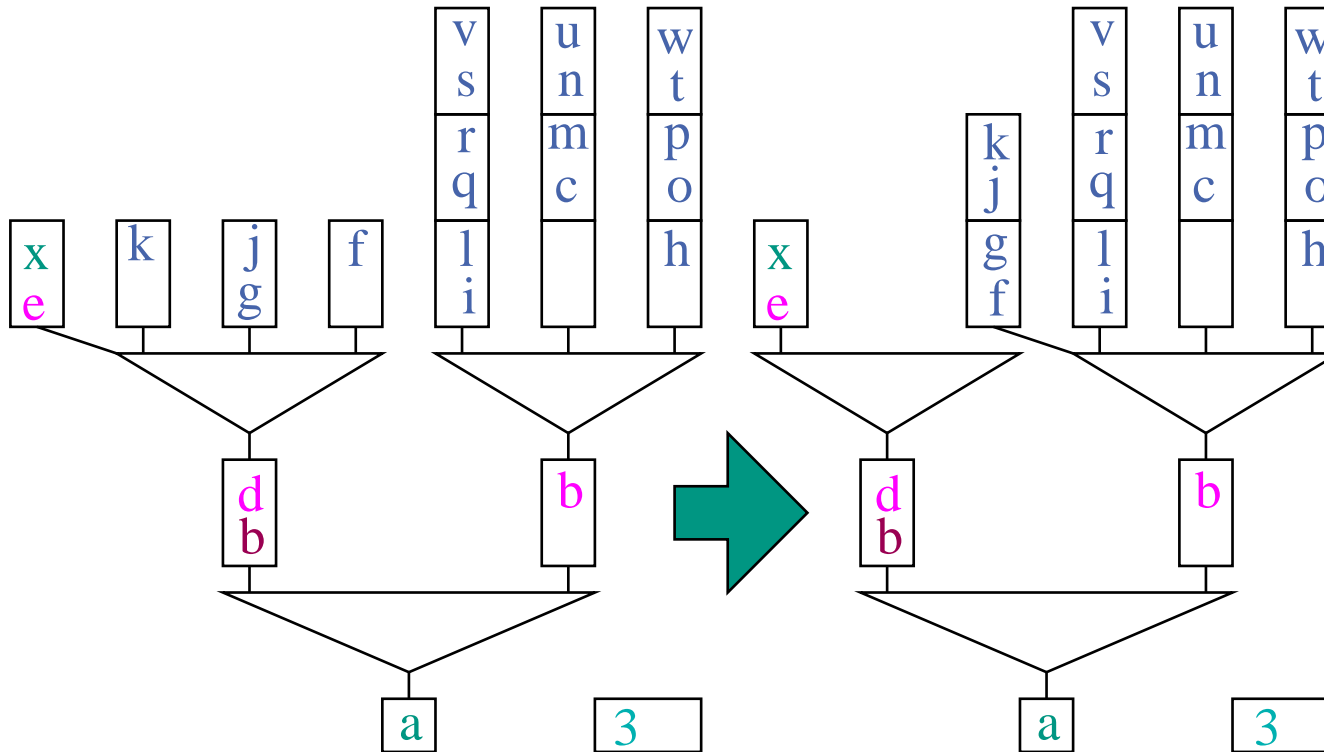 v u w v u w
s n t s n t
r m p k r m p
q c o j q c o
x k j f l h x g l h
e g i e f i
d b d b
b b
a 3 a 3